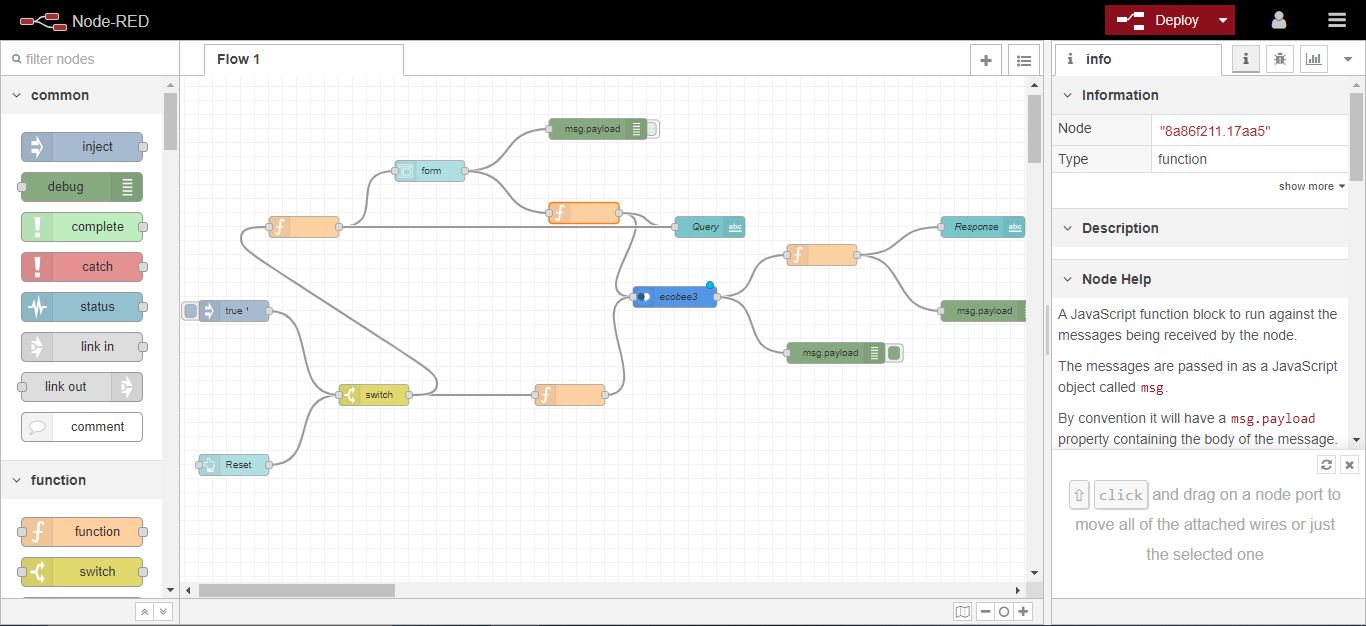 Node-RED
Deploy
filter nodes
Flow 1
info
common
inject
debug
complete
catch
status
link in
link out
comment
function
function
switch
msg.payload
form
Query
Response
ecobee3
true ¹
msg.payload
msg.payload
switch
Reset
Information
Node "8a86f211.17aa5"
Type function
show more
Description
Node Help
A JavaScript function block to run against the
messages being received by the node.
The messages are passed in as a JavaScript
object called msg.
By convention it will have a msg.payload
property containing the body of the message.
⇧ click and drag on a node port to
move all of the attached wires or just
the selected one